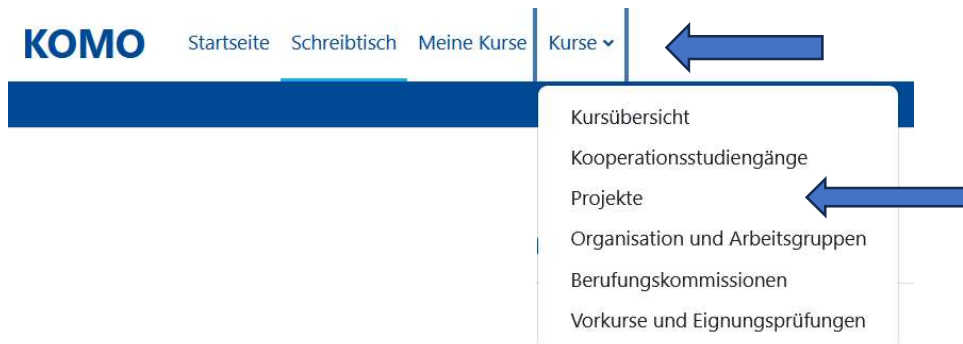 KOMO Startseite Schreibtisch Meine Kurse Kurse
Kursübersicht
Kooperationsstudiengänge
Projekte
Organisation und Arbeitsgruppen
Berufungskommissionen
Vorkurse und Eignungsprüfungen